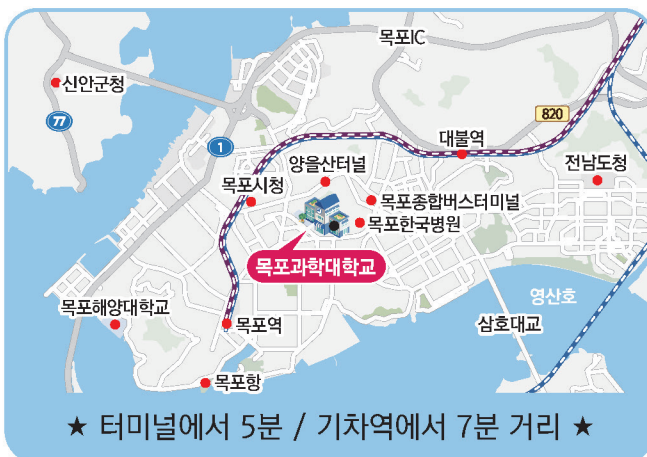 목포IC
신안군청
77
820
1
대불역
양을산터널
전남도청
목포시청
목포종합버스터미널
목포한국병원
목포과학대학교
영산호
목포해양대학교
목포역
삼호대교
목포항
★ 터미널에서 5분 / 기차역에서 7분 거리 ★